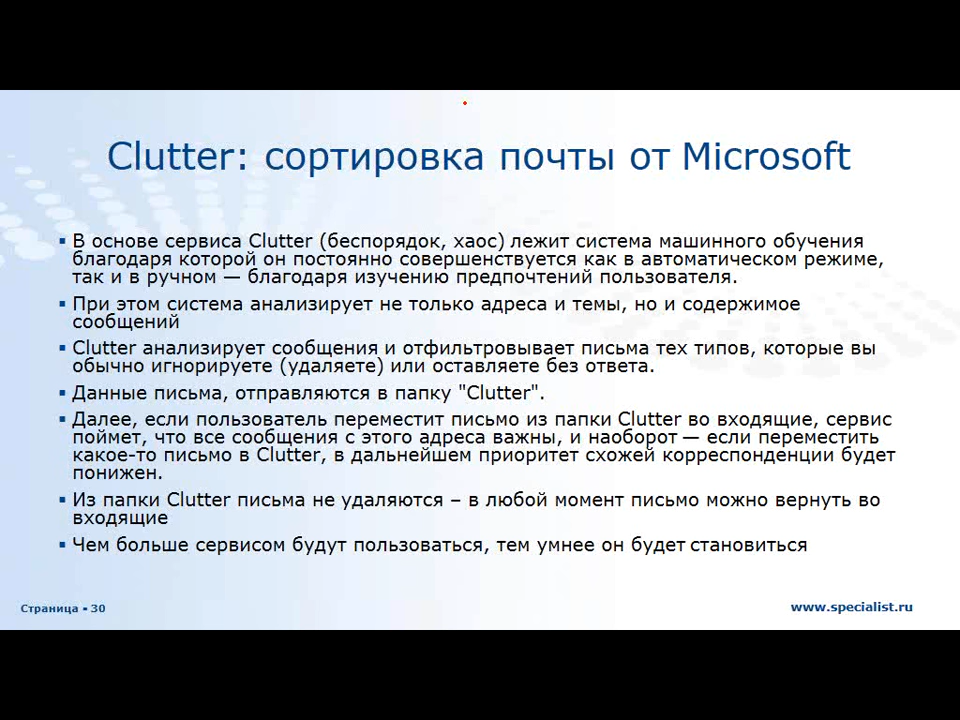 Clutter: сортировка почты от Microsoft
▪ В основе сервиса Clutter (беспорядок, хаос) лежит система машинного обучения
благодаря которой он постоянно совершенствуется как в автоматическом режиме,
так и в ручном — благодаря изучению предпочтений пользователя.
▪ При этом система анализирует не только адреса и темы, но и содержимое
сообщений
▪ Clutter анализирует сообщения и отфильтровывает письма тех типов, которые вы
обычно игнорируете (удаляете) или оставляете без ответа.
▪ Данные письма, отправляются в папку "Clutter".
▪ Далее, если пользователь переместит письмо из папки Clutter во входящие, сервис
поймет, что все сообщения с этого адреса важны, и наоборот — если переместить
какое-то письмо в Clutter, в дальнейшем приоритет схожей корреспонденции будет
понижен.
▪ Из папки Clutter письма не удаляются – в любой момент письмо можно вернуть во
входящие
▪ Чем больше сервисом будут пользоваться, тем умнее он будет становиться
Страница ▪ 30
www.specialist.ru